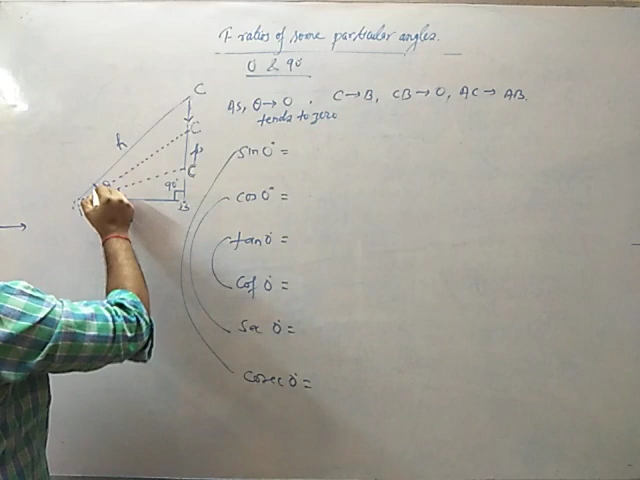 T ratios of some particular angles.
0 & 90°
As, θ→0 , C→B, CB→0, AC→AB.
tends to zero
C
C
C
h
p
90°
B
sin 0° =
cos 0° =
tan 0° =
cot 0° =
sec 0° =
cosec 0° =